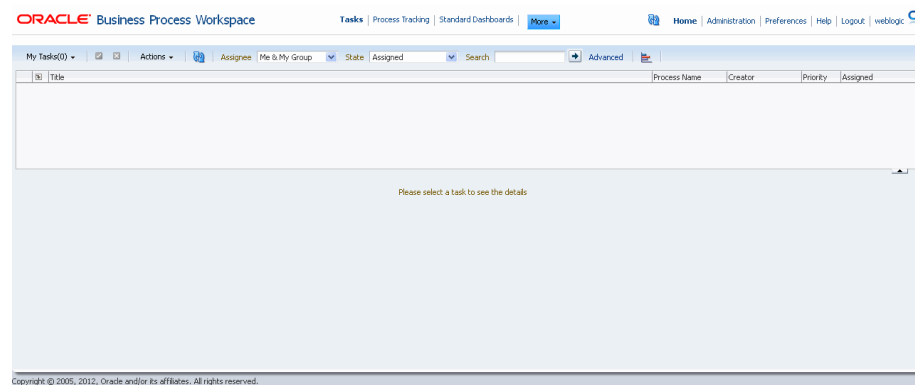 ORACLE Business Process Workspace
Tasks | Process Tracking | Standard Dashboards | More
Home | Administration | Preferences | Help | Logout | weblogic
My Tasks(0) Actions Assignee Me & My Group State Assigned Search Advanced
Title Process Name Creator Priority Assigned
Please select a task to see the details
Copyright © 2005, 2012, Oracle and/or its affiliates. All rights reserved.